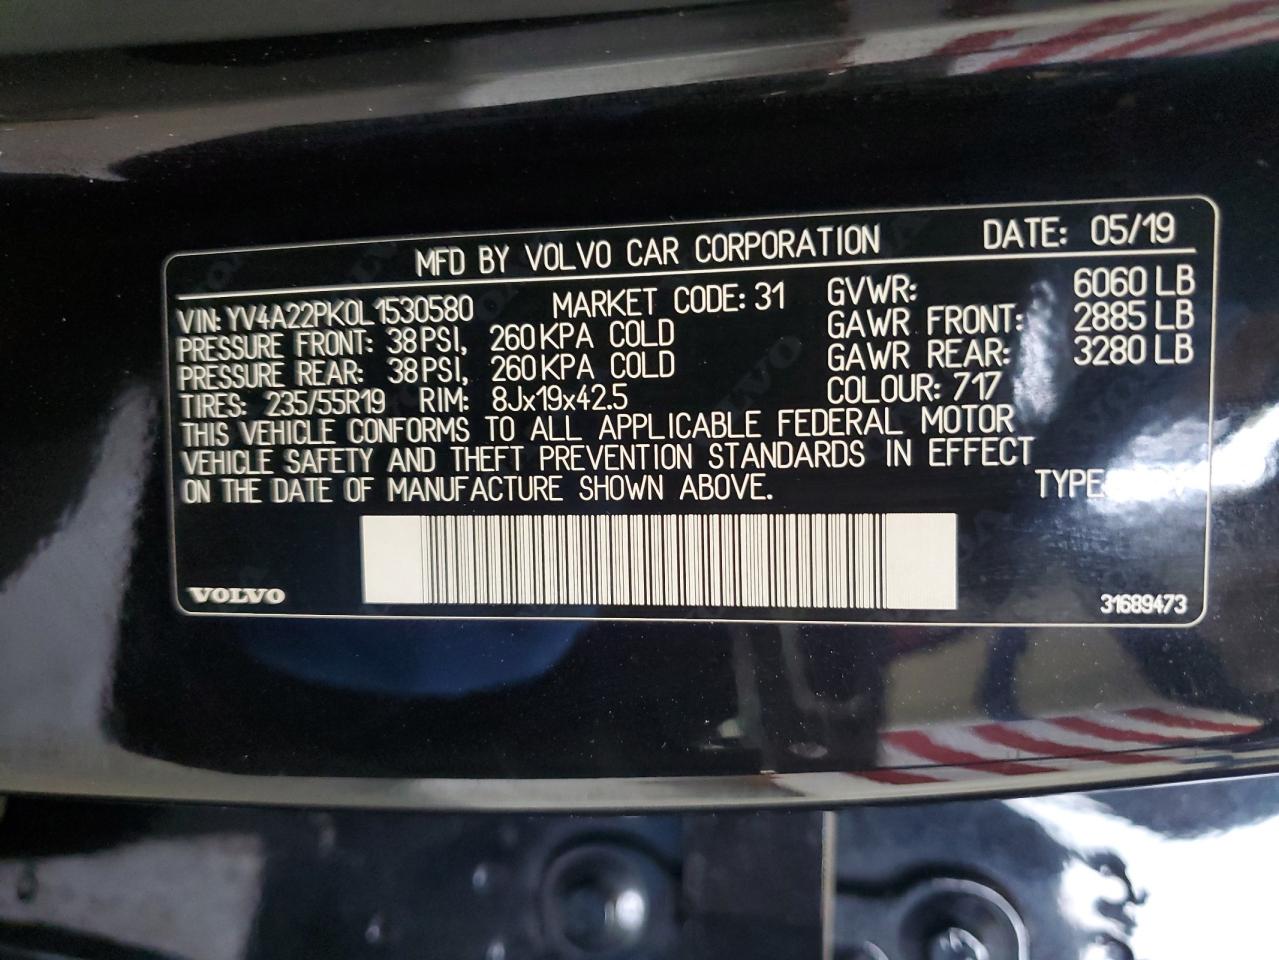 MFD BY VOLVO CAR CORPORATION DATE: 05/19
VIN: YV4A22PK0L1530580 MARKET CODE: 31 GVWR: 6060 LB
PRESSURE FRONT: 38 PSI, 260 KPA COLD GAWR FRONT: 2885 LB
PRESSURE REAR: 38 PSI, 260 KPA COLD GAWR REAR: 3280 LB
TIRES: 235/55R19 RIM: 8Jx19x42.5 COLOUR: 717
THIS VEHICLE CONFORMS TO ALL APPLICABLE FEDERAL MOTOR
VEHICLE SAFETY AND THEFT PREVENTION STANDARDS IN EFFECT
ON THE DATE OF MANUFACTURE SHOWN ABOVE. TYPE
VOLVO 31689473